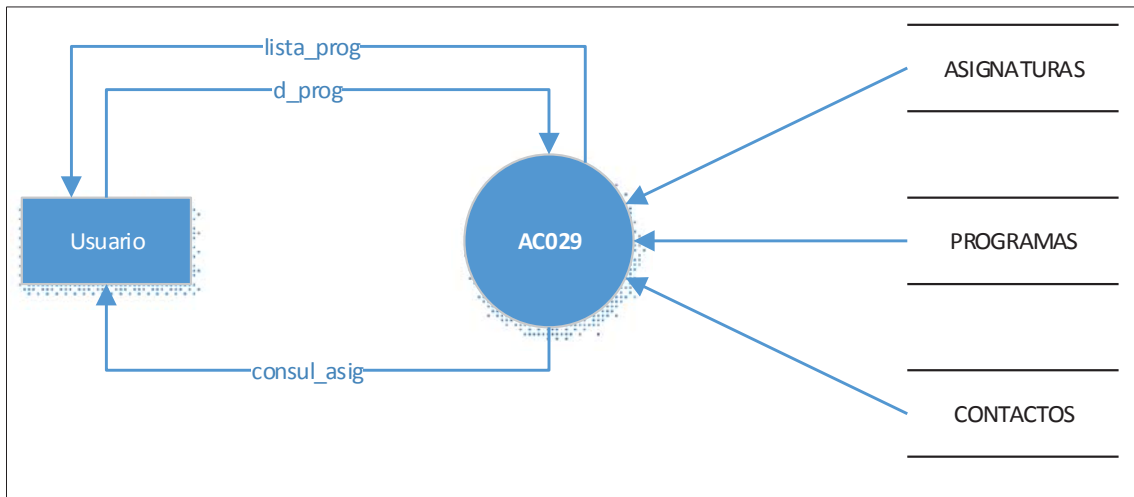 lista_prog
d_prog
ASIGNATURAS
Usuario
AC029
PROGRAMAS
consul_asig
CONTACTOS